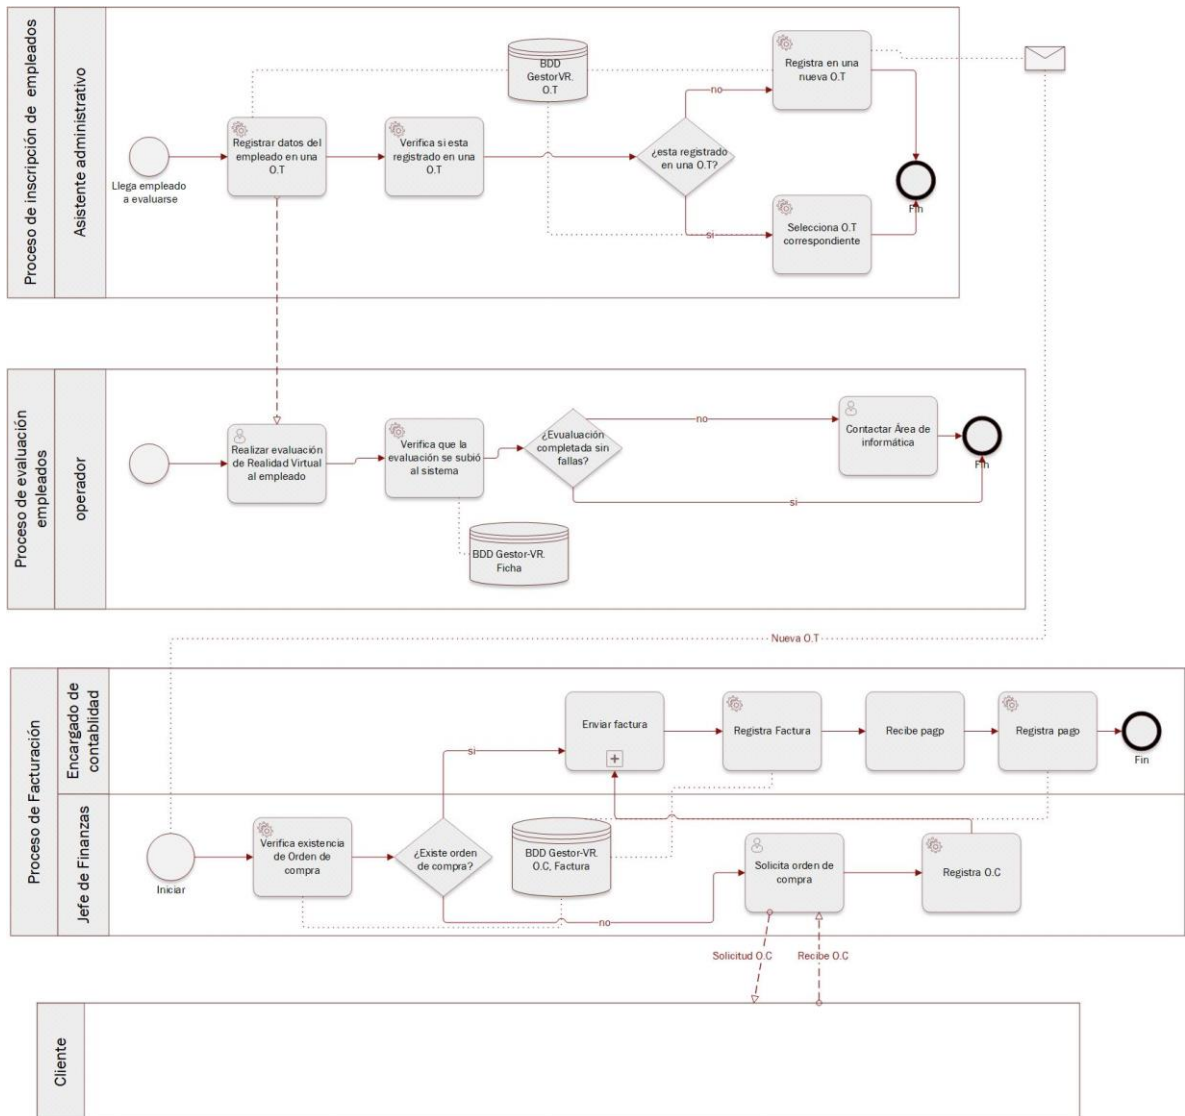 Proceso de inscripción de empleados
Asistente administrativo
Llega empleado
a evaluarse
Registrar datos del
empleado en una
O.T
Verifica si esta
registrado en una
O.T
BDD
GestorVR.
O.T
¿esta registrado
en una O.T?
no
si
Registra en una
nueva O.T
Selecciona O.T
correspondiente
Fin
Proceso de evaluación
empleados
operador
Realizar evaluación
de Realidad Virtual
al empleado
Verifica que la
evaluación se subió
al sistema
BDD Gestor-VR.
Ficha
¿Evualuación
completada sin
fallas?
no
si
Contactar Área de
informática
Fin
Nueva O.T
Proceso de Facturación
Encargado de
contablidad
Enviar factura
Registra Factura
Recibe pagp
Registra pagp
Fin
si
Jefe de Finanzas
Iniciar
Verifica existencia
de Orden de
compra
¿Existe orden
de compra?
BDD Gestor-VR.
O.C, Factura
no
Solicita orden de
compra
Registra O.C
Solicitud O.C
Recibe O.C
Cliente